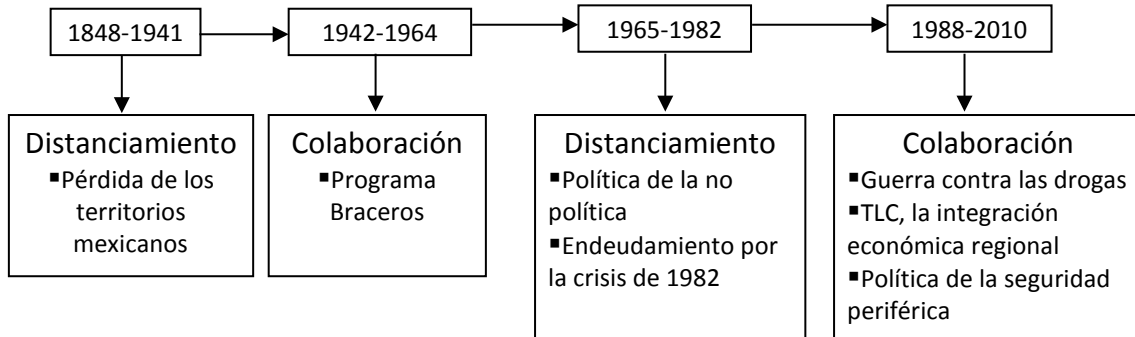 1848-1941
1942-1964
1965-1982
1988-2010
Distanciamiento
▪Pérdida de los
territorios
mexicanos
Colaboración
▪Programa
Braceros
Distanciamiento
▪Política de la no
política
▪Endeudamiento por
la crisis de 1982
Colaboración
▪Guerra contra las drogas
▪TLC, la integración
económica regional
▪Política de la seguridad
periférica